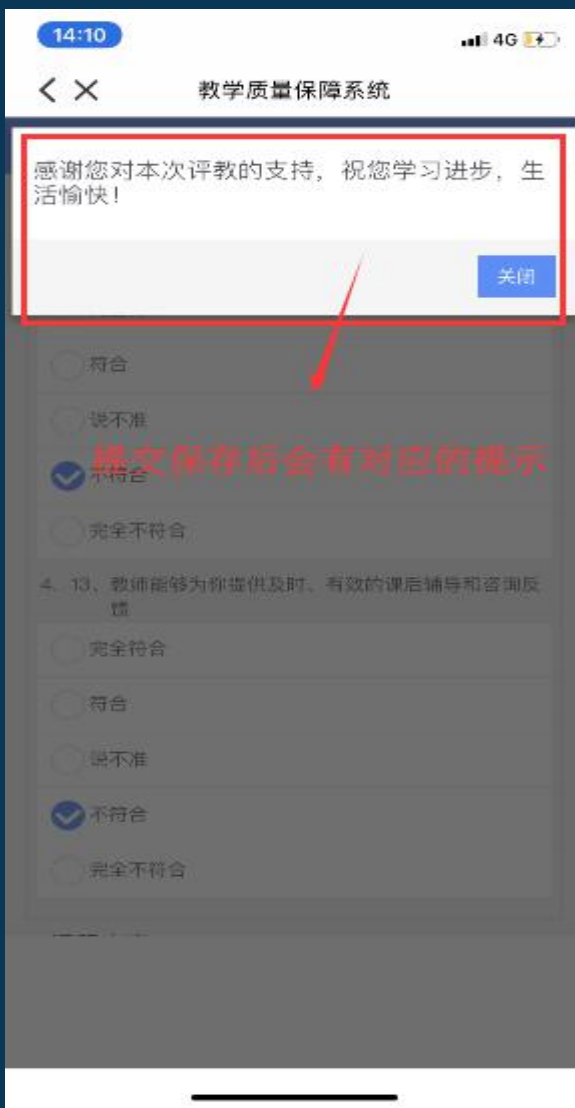 14:10
4G
教学质量保障系统
感谢您对本次评教的支持，祝您学习进步，生
活愉快！
关闭
符合
说不准
提交保存后会有对应的提示
不符合
完全不符合
4、13、教师能够为你提供及时、有效的课后辅导和咨询反
馈
完全符合
符合
说不准
不符合
完全不符合